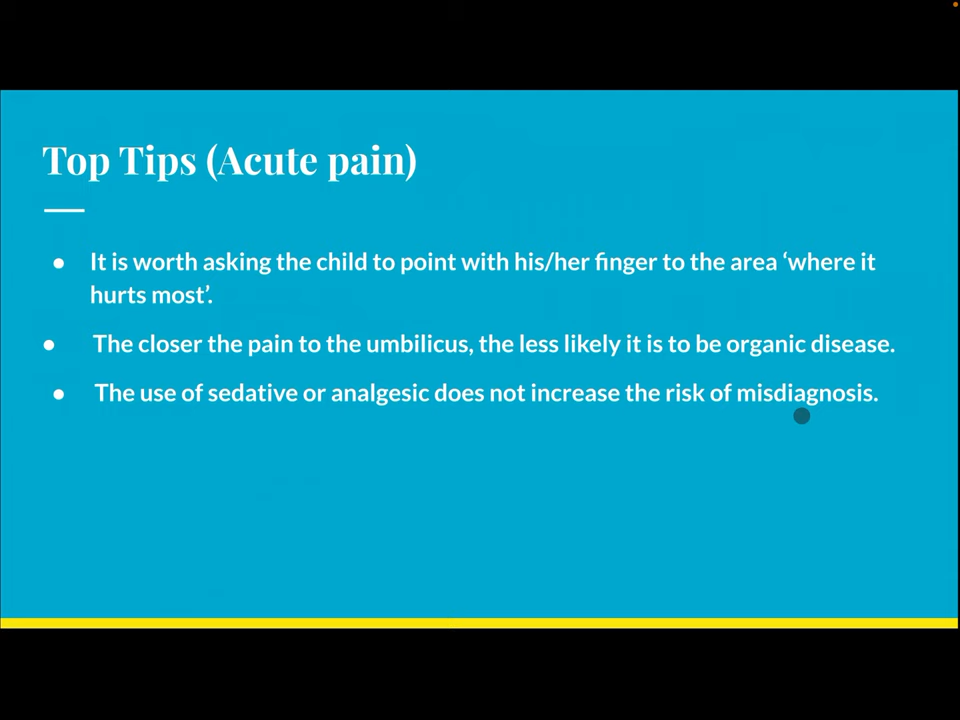 Top Tips (Acute pain)
● It is worth asking the child to point with his/her finger to the area ‘where it
hurts most’.
● The closer the pain to the umbilicus, the less likely it is to be organic disease.
● The use of sedative or analgesic does not increase the risk of misdiagnosis.